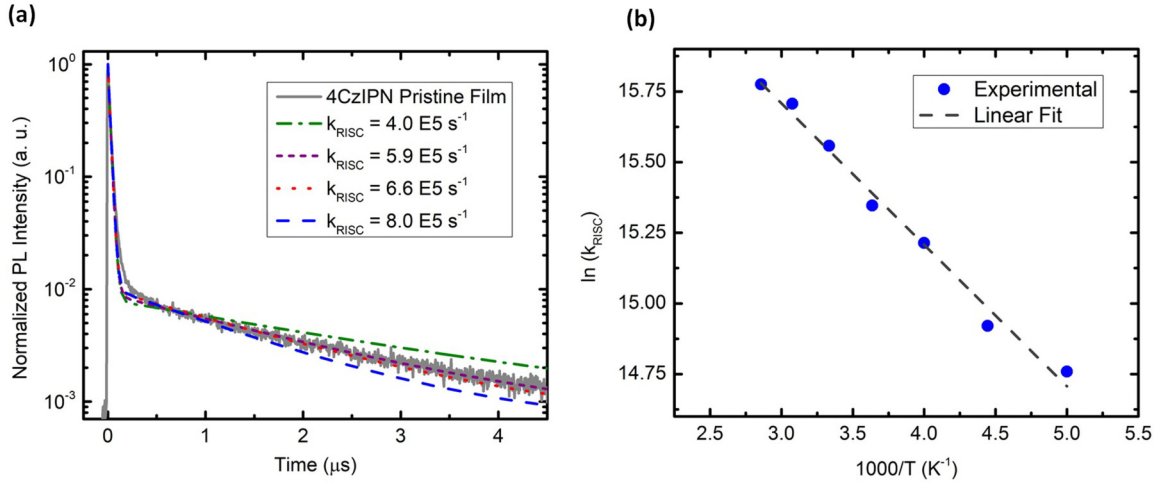 (a)
Normalized PL Intensity (a. u.)
10⁰
10⁻¹
10⁻²
10⁻³
4CzIPN Pristine Film
k_RISC = 4.0 E5 s⁻¹
k_RISC = 5.9 E5 s⁻¹
k_RISC = 6.6 E5 s⁻¹
k_RISC = 8.0 E5 s⁻¹
0 1 2 3 4
Time (μs)
(b)
ln (k_RISC)
15.75
15.50
15.25
15.00
14.75
Experimental
Linear Fit
2.5 3.0 3.5 4.0 4.5 5.0 5.5
1000/T (K⁻¹)